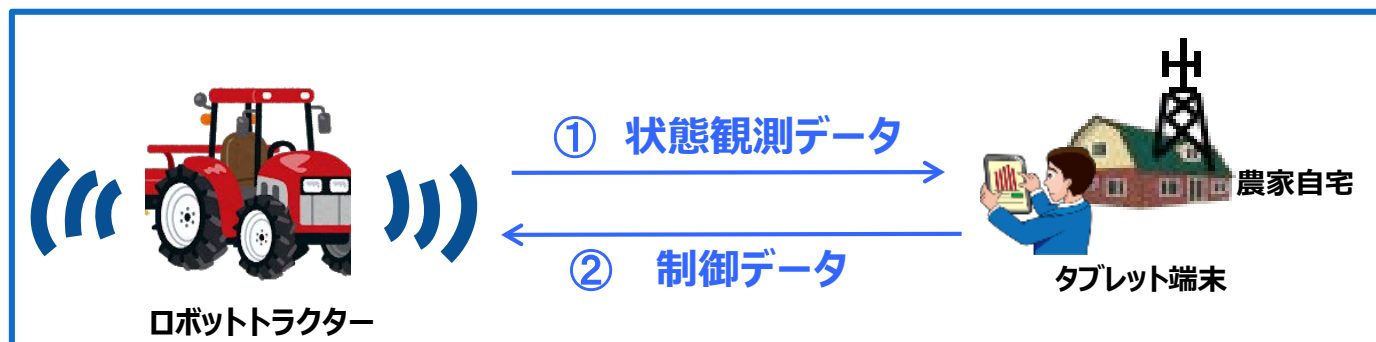 ① 状態観測データ
農家自宅
② 制御データ
タブレット端末
ロボットトラクター